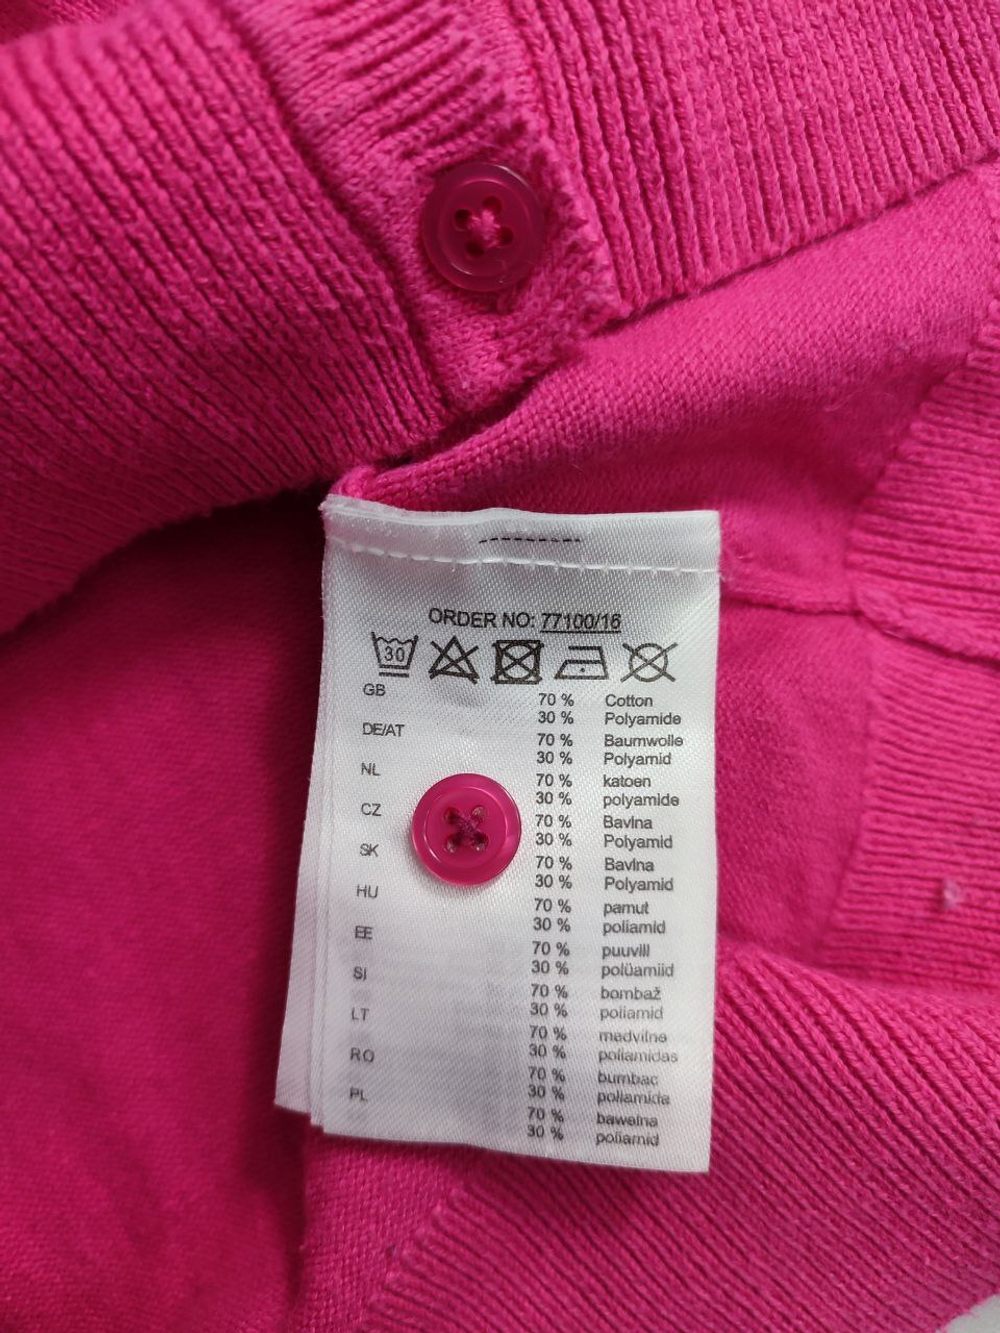 ORDER NO: 77100/16
30
GB 70 % Cotton
30 % Polyamide
DE/AT 70 % Baumwolle
30 % Polyamid
NL 70 % katoen
30 % polyamide
CZ 70 % Bavlna
30 % Polyamid
SK 70 % Bavlna
30 % Polyamid
HU 70 % pamut
30 % poliamid
EE 70 % puuvill
30 % polüamiid
SI 70 % bombaž
30 % poliamid
LT 70 % medvilne
30 % poliamidas
RO 70 % bumbac
30 % poliamida
PL 70 % bawelna
30 % poliamid